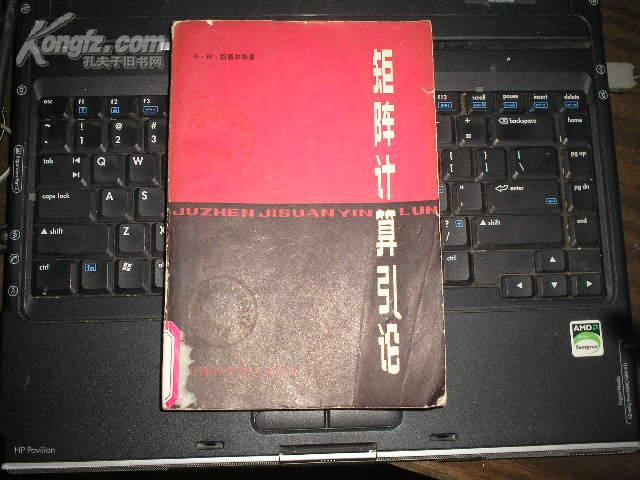 Kongfz.com
孔夫子旧书网
G·W·斯图尔特著
矩阵计算引论
JUZHEN JISUAN YIN LUN
esc
f1
f2
f3
f12
scroll
pause
insert
delete
backspace
home
tab
Q
W
pg up
caps lock
A
S
enter
pg dn
shift
Z
X
shift
end
ctrl
fn
alt
ctrl
AMD
Sempron
HP Pavilion